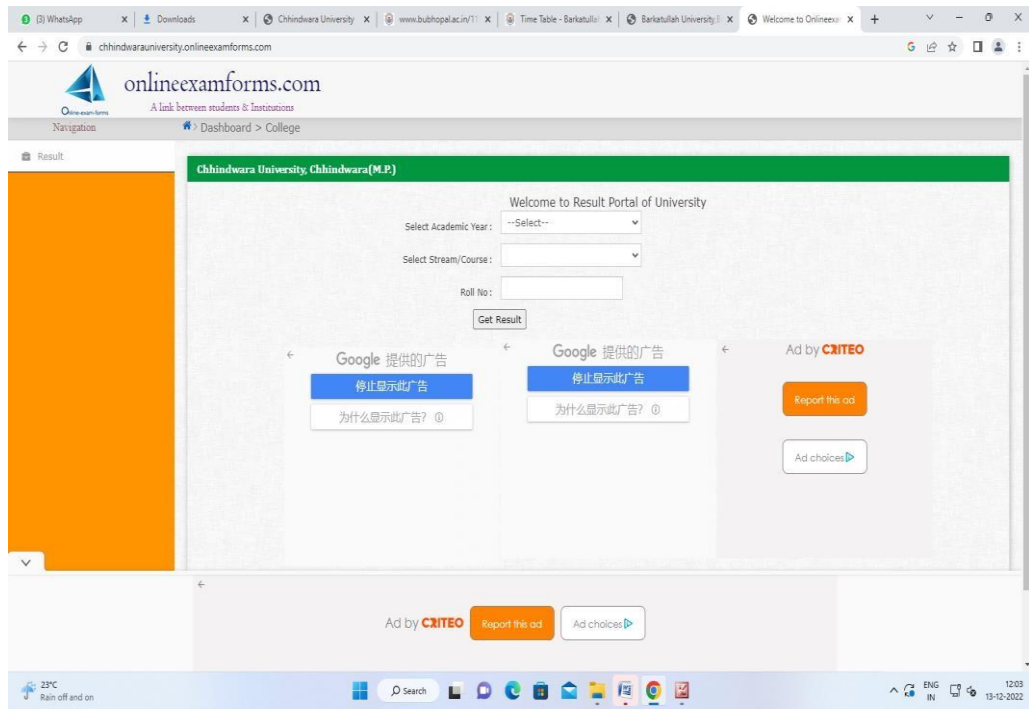 (3) WhatsApp
Downloads
Chhindwara University
www.bubhopal.ac.in/11
Time Table - Barkatulla
Barkatullah University,
Welcome to Onlineexa
chhindwarauniversity.onlineexamforms.com
onlineexamforms.com
A link between students & Institutions
Online-exam-forms
Navigation
Dashboard > College
Result
Chhindwara University, Chhindwara(M.P.)
Welcome to Result Portal of University
Select Academic Year :
--Select--
Select Stream/Course :
Roll No :
Get Result
Google 提供的广告
停止显示此广告
为什么显示此广告?
Google 提供的广告
停止显示此广告
为什么显示此广告?
Ad by CRITEO
Report this ad
Ad choices
Ad by CRITEO
Report this ad
Ad choices
23°C
Rain off and on
Search
ENG
IN
12:03
13-12-2022